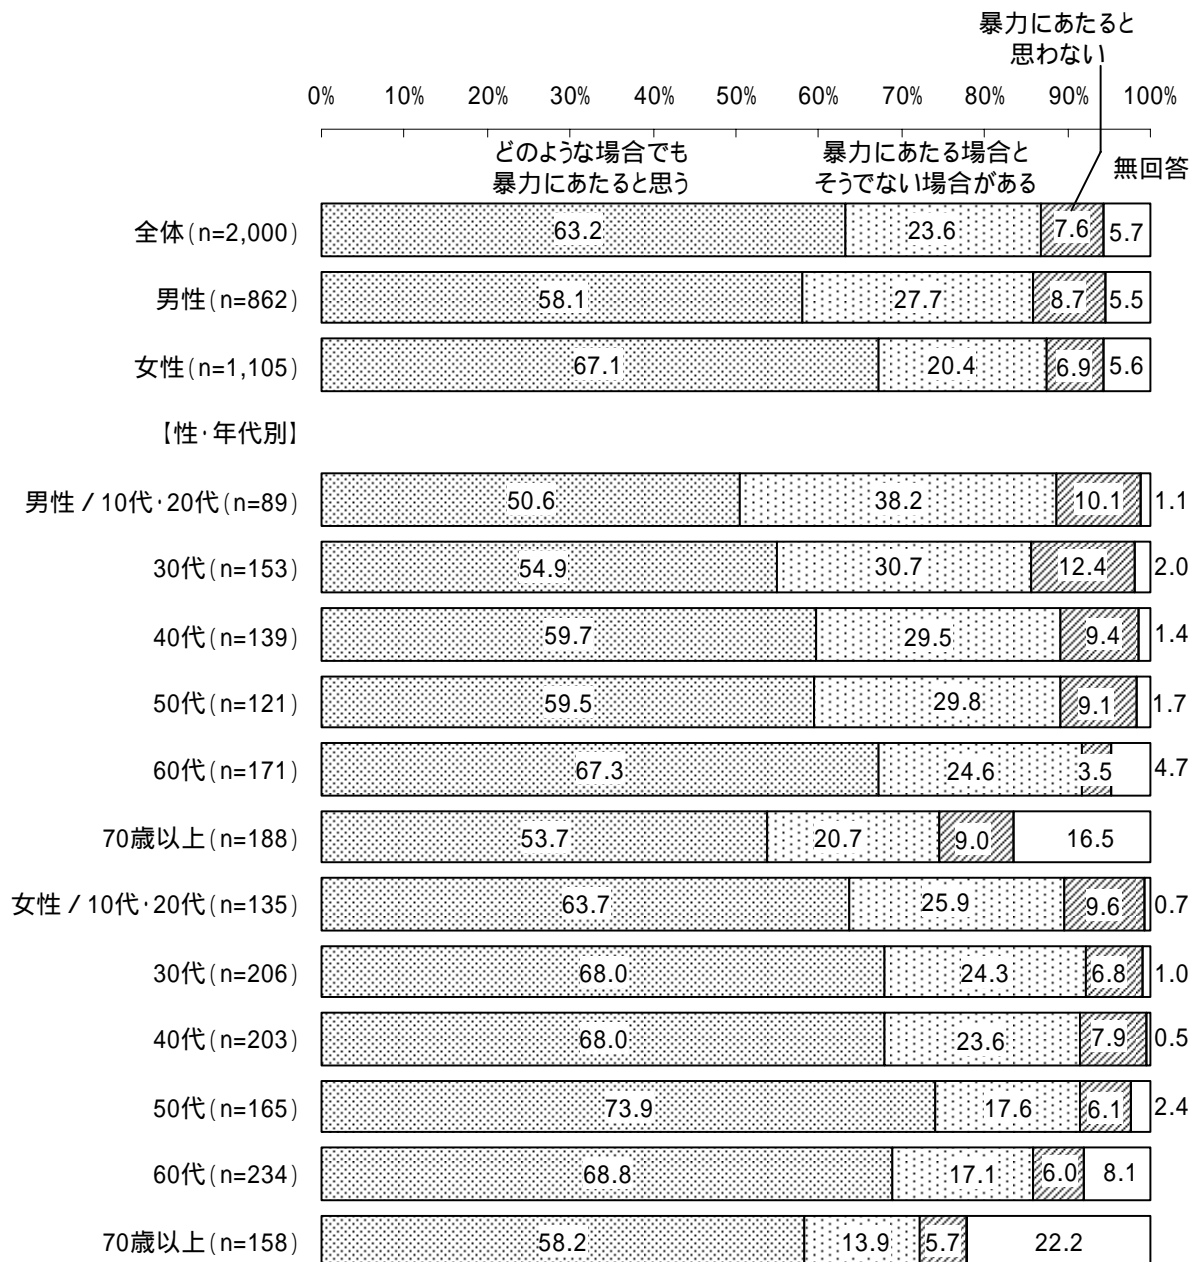 暴力にあたると
思わない
0% 10% 20% 30% 40% 50% 60% 70% 80% 90% 100%
どのような場合でも
暴力にあたると思う
暴力にあたる場合と
そうでない場合がある
無回答
全体(n=2,000) 63.2 23.6 7.6 5.7
男性(n=862) 58.1 27.7 8.7 5.5
女性(n=1,105) 67.1 20.4 6.9 5.6
【性・年代別】
男性/10代・20代(n=89) 50.6 38.2 10.1 1.1
30代(n=153) 54.9 30.7 12.4 2.0
40代(n=139) 59.7 29.5 9.4 1.4
50代(n=121) 59.5 29.8 9.1 1.7
60代(n=171) 67.3 24.6 3.5 4.7
70歳以上(n=188) 53.7 20.7 9.0 16.5
女性/10代・20代(n=135) 63.7 25.9 9.6 0.7
30代(n=206) 68.0 24.3 6.8 1.0
40代(n=203) 68.0 23.6 7.9 0.5
50代(n=165) 73.9 17.6 6.1 2.4
60代(n=234) 68.8 17.1 6.0 8.1
70歳以上(n=158) 58.2 13.9 5.7 22.2